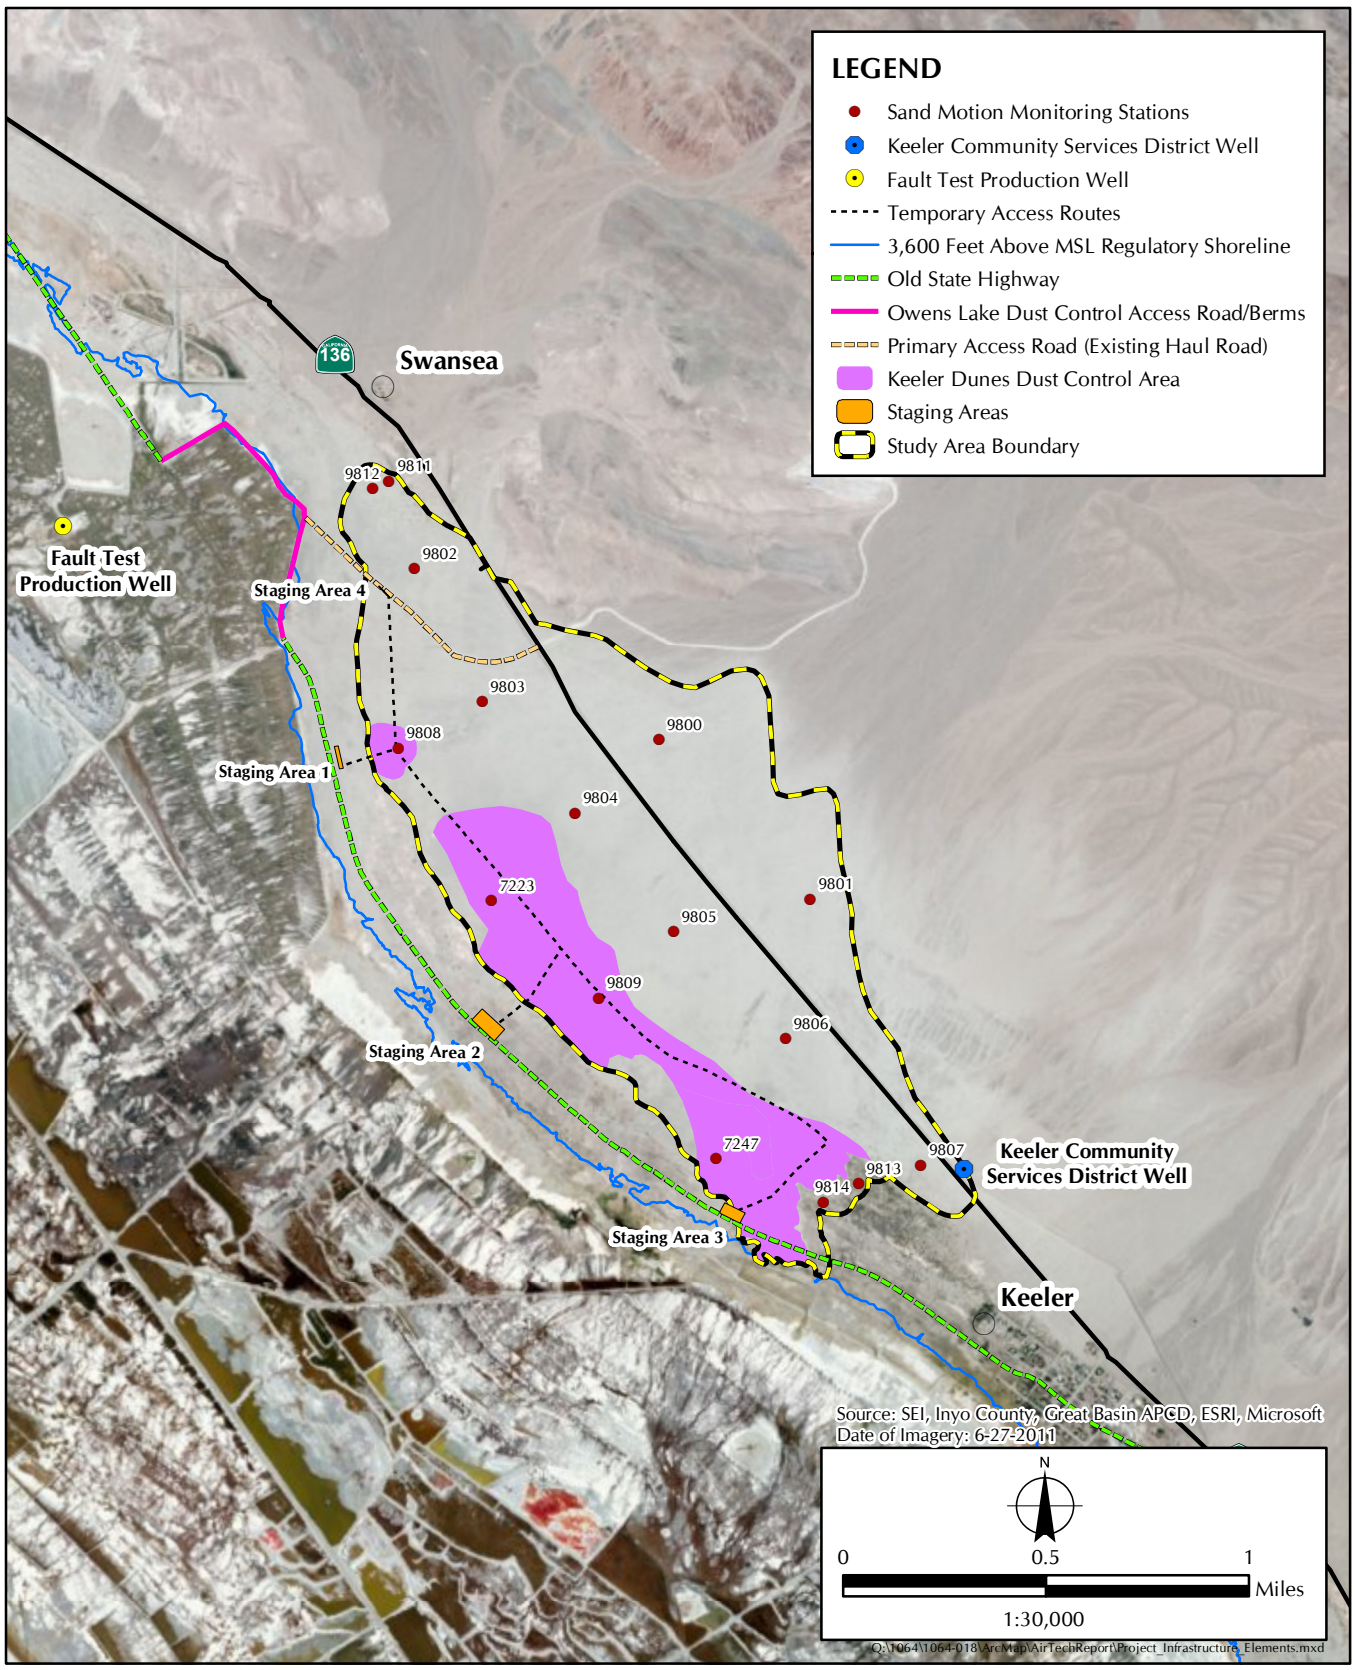 LEGEND
Sand Motion Monitoring Stations
Keeler Community Services District Well
Fault Test Production Well
Temporary Access Routes
3,600 Feet Above MSL Regulatory Shoreline
Old State Highway
Owens Lake Dust Control Access Road/Berms
Primary Access Road (Existing Haul Road)
Keeler Dunes Dust Control Area
Staging Areas
Study Area Boundary
CALIFORNIA
136
Swansea
9811
9812
9802
Fault Test
Production Well
Staging Area 4
9803
9800
9808
Staging Area 1
9804
7223
9801
9805
9809
9806
Staging Area 2
7247
9807
9813
9814
Keeler Community
Services District Well
Staging Area 3
Keeler
Source: SEI, Inyo County, Great Basin APCD, ESRI, Microsoft
Date of Imagery: 6-27-2011
N
0 0.5 1
Miles
1:30,000
Q:\1064\1064-018\ArcMap\AirTechReport\Project_Infrastructure_Elements.mxd